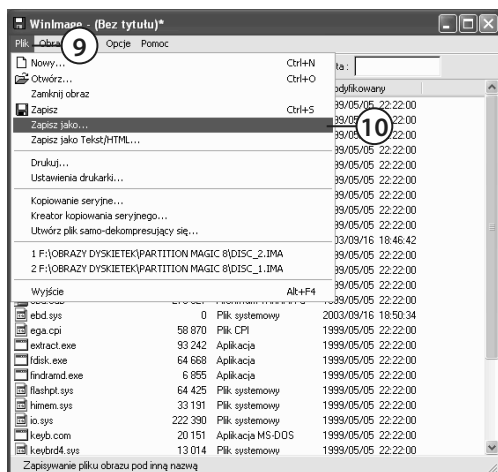 WinImage - (Bez tytułu)*
Plik Obra Opcje Pomoc
9
Nowy... Ctrl+N
Otwórz... Ctrl+O
Zamknij obraz
Zapisz Ctrl+S
Zapisz jako...
10
Zapisz jako Tekst/HTML...
Drukuj...
Ustawienia drukarki...
Kopiowanie seryjne...
Kreator kopiowania seryjnego...
Utwórz plik samo-dekompresujący się...
1 F:\OBRAZY DYSKIETEK\PARTITION MAGIC 8\DISC_2.IMA
2 F:\OBRAZY DYSKIETEK\PARTITION MAGIC 8\DISC_1.IMA
Wyjście Alt+F4
ta :
odyfikowany
99/05/05 22:22:00
22:22:00
22:22:00
99/05/05 22:22:00
99/05/05 22:22:00
99/05/05 22:22:00
99/05/05 22:22:00
99/05/05 22:22:00
03/09/16 18:46:42
99/05/05 22:22:00
99/05/05 22:22:00
99/05/05 22:22:00
ebd.sys 0 Plik systemowy 2003/09/16 18:50:34
ega.cpi 58 870 Plik CPI 1999/05/05 22:22:00
extract.exe 93 242 Aplikacja 1999/05/05 22:22:00
fdisk.exe 64 668 Aplikacja 1999/05/05 22:22:00
findramd.exe 6 855 Aplikacja 1999/05/05 22:22:00
flashpt.sys 64 425 Plik systemowy 1999/05/05 22:22:00
himem.sys 33 191 Plik systemowy 1999/05/05 22:22:00
io.sys 222 390 Plik systemowy 1999/05/05 22:22:00
keyb.com 20 151 Aplikacja MS-DOS 1999/05/05 22:22:00
keybrd4.sys 13 014 Plik systemowy 1999/05/05 22:22:00
Zapisywanie pliku obrazu pod inną nazwą